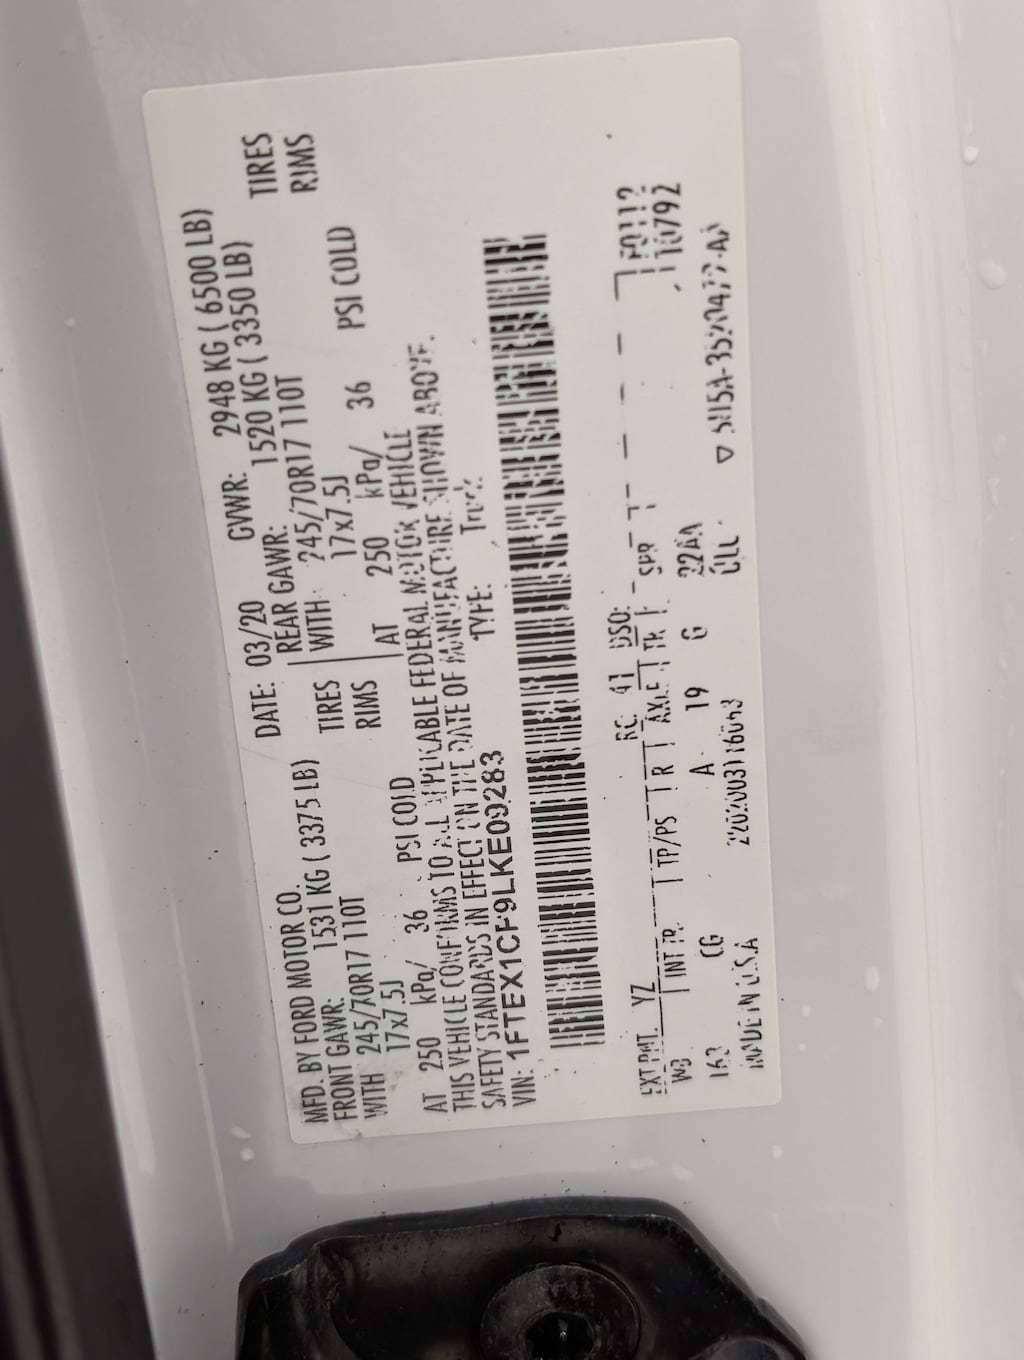 MFD. BY FORD MOTOR CO.
DATE: 03/20 GVWR: 2948 KG ( 6500 LB)
FRONT GAWR: 1531 KG ( 3375 LB) REAR GAWR: 1520 KG ( 3350 LB)
WITH 245/70R17 110T TIRES WITH 245/70R17 110T TIRES
17x7.5J RIMS 17x7.5J RIMS
AT 250 kPa/ 36 PSI COLD AT 250 kPa/ 36 PSI COLD
THIS VEHICLE CONFORMS TO ALL APPLICABLE FEDERAL MOTOR VEHICLE
SAFETY STANDARDS IN EFFECT ON THE DATE OF MANUFACTURE SHOWN ABOVE.
VIN: 1FTEX1CF9LKE09283 TYPE: Truck
F0112
EXT PNT: YZ RC: 41 DSO: 16792
INT TR TP/PS R AXLE TR SPR
WB A 19 6 22AA
CG
MADE IN U.S.A